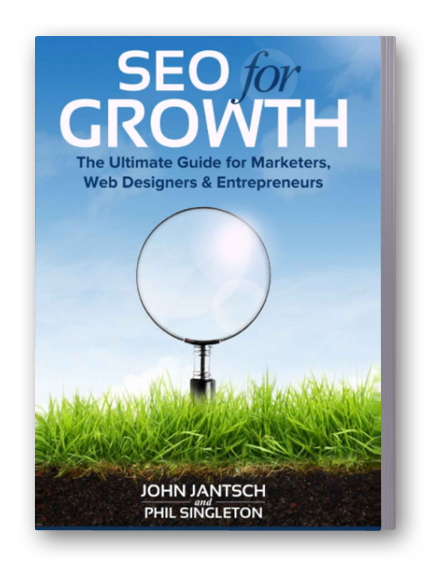 SEO for
GROWTH
The Ultimate Guide for Marketers,
Web Designers & Entrepreneurs
JOHN JANTSCH
and
PHIL SINGLETON